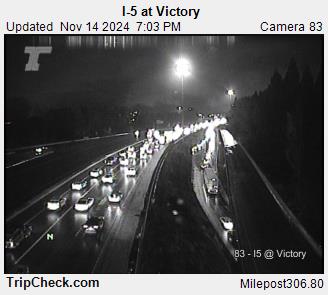 I-5 at Victory
Updated Nov 14 2024 7:03 PM Camera 83
T
N
83 - I5 @ Victory
TripCheck.com Milepost306.80